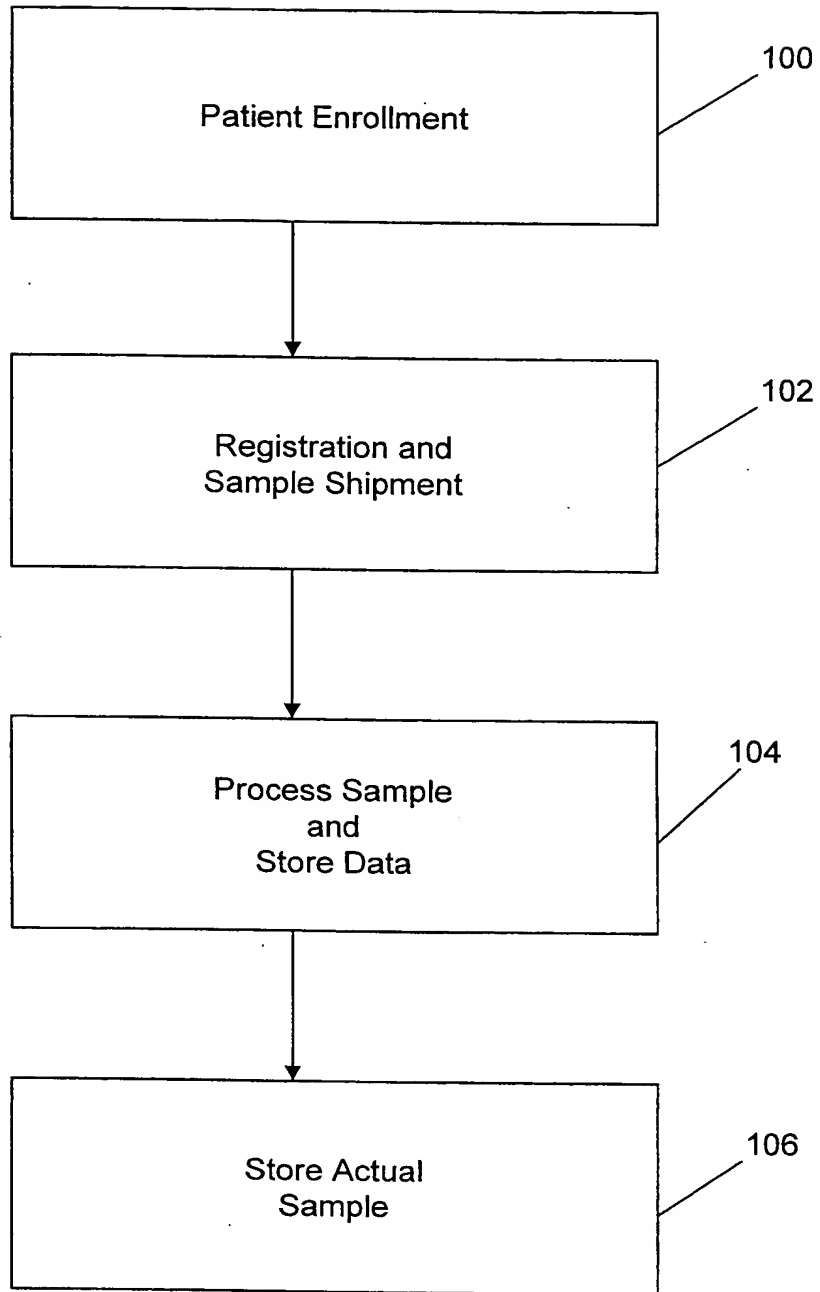 100
Patient Enrollment
102
Registration and
Sample Shipment
104
Process Sample
and
Store Data
106
Store Actual
Sample